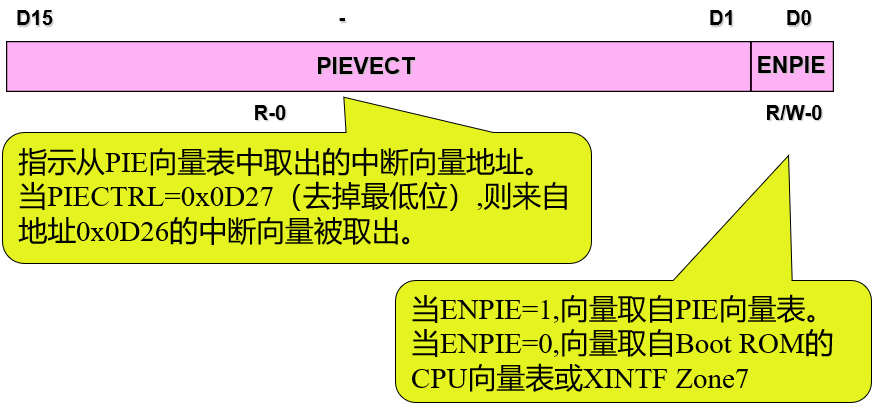 D15 - D1 D0
PIEVECT ENPIE
R-0 R/W-0
指示从PIE向量表中取出的中断向量地址。
当PIECTRL=0x0D27（去掉最低位）,则来自
地址0x0D26的中断向量被取出。
当ENPIE=1,向量取自PIE向量表。
当ENPIE=0,向量取自Boot ROM的
CPU向量表或XINTF Zone7